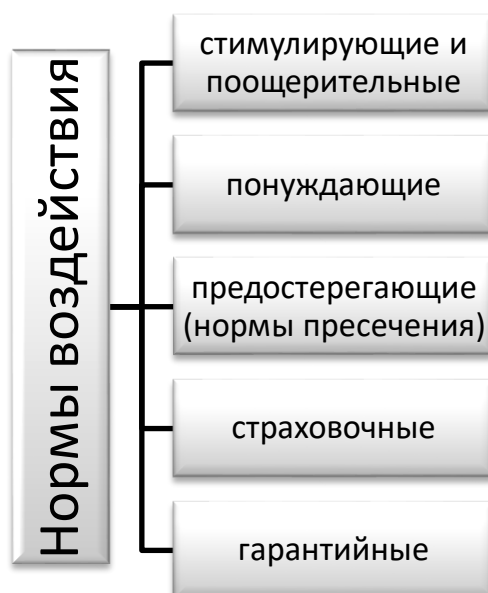 Нормы воздействия
стимулирующие и
поощерительные
понуждающие
предостерегающие
(нормы пресечения)
страховочные
гарантийные